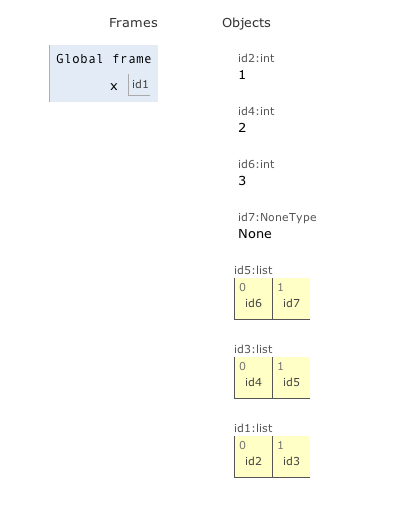 Frames Objects
Global frame
x id1
id2:int
1
id4:int
2
id6:int
3
id7:NoneType
None
id5:list
0 1
id6 id7
id3:list
0 1
id4 id5
id1:list
0 1
id2 id3